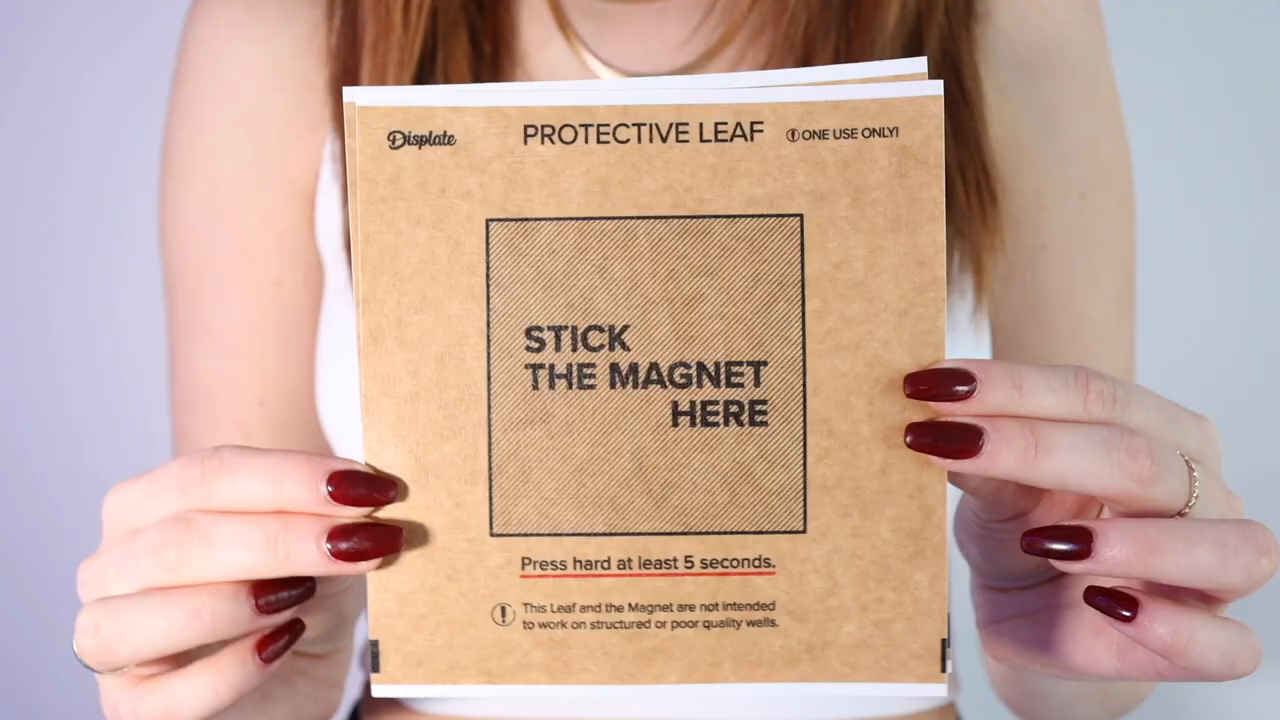 Displate
PROTECTIVE LEAF
ONE USE ONLY!
STICK
THE MAGNET
HERE
Press hard at least 5 seconds.
This Leaf and the Magnet are not intended
to work on structured or poor quality walls.